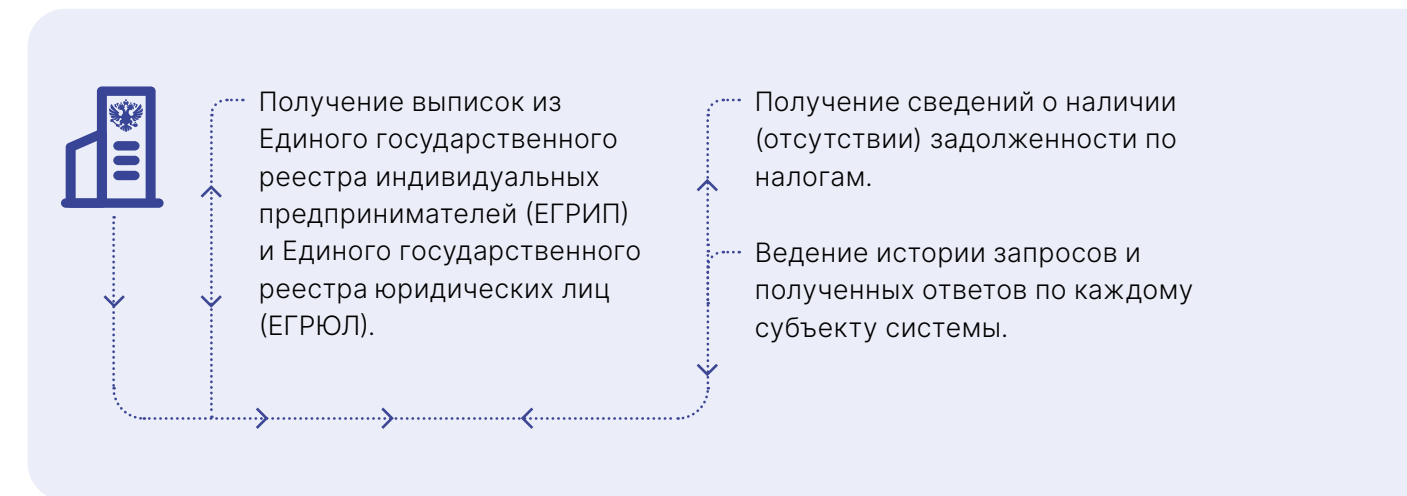 Получение выписок из
Единого государственного
реестра индивидуальных
предпринимателей (ЕГРИП)
и Единого государственного
реестра юридических лиц
(ЕГРЮЛ).
Получение сведений о наличии
(отсутствии) задолженности по
налогам.
Ведение истории запросов и
полученных ответов по каждому
субъекту системы.